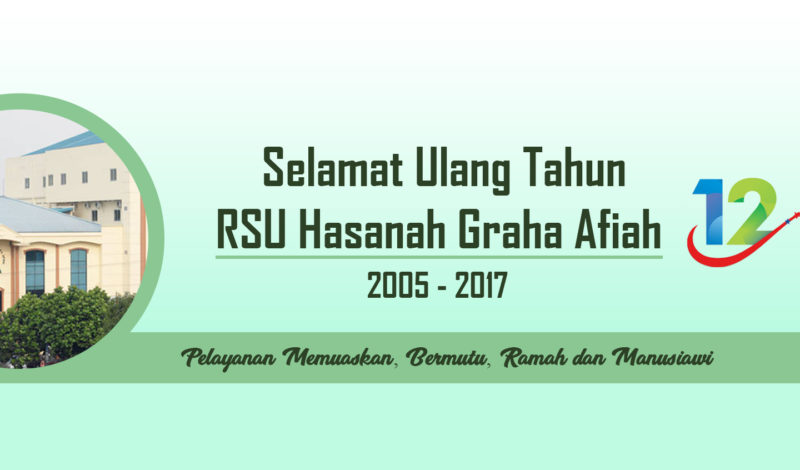 Selamat Ulang Tahun
RSU Hasanah Graha Afiah
12
2005 - 2017
Pelayanan Memuaskan, Bermutu, Ramah dan Manusiawi